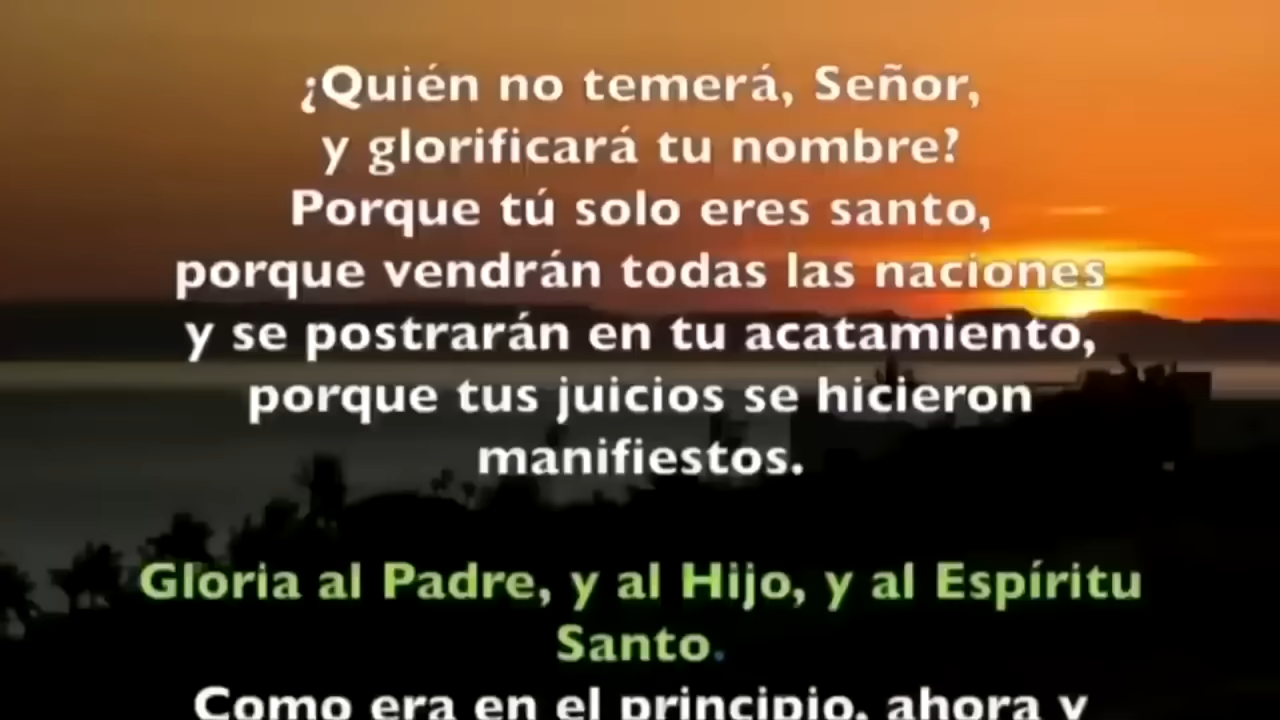 ¿Quién no temerá, Señor,
y glorificará tu nombre?
Porque tú solo eres santo,
porque vendrán todas las naciones
y se postrarán en tu acatamiento,
porque tus juicios se hicieron
manifiestos.
Gloria al Padre, y al Hijo, y al Espíritu
Santo.
Como era en el principio, ahora y